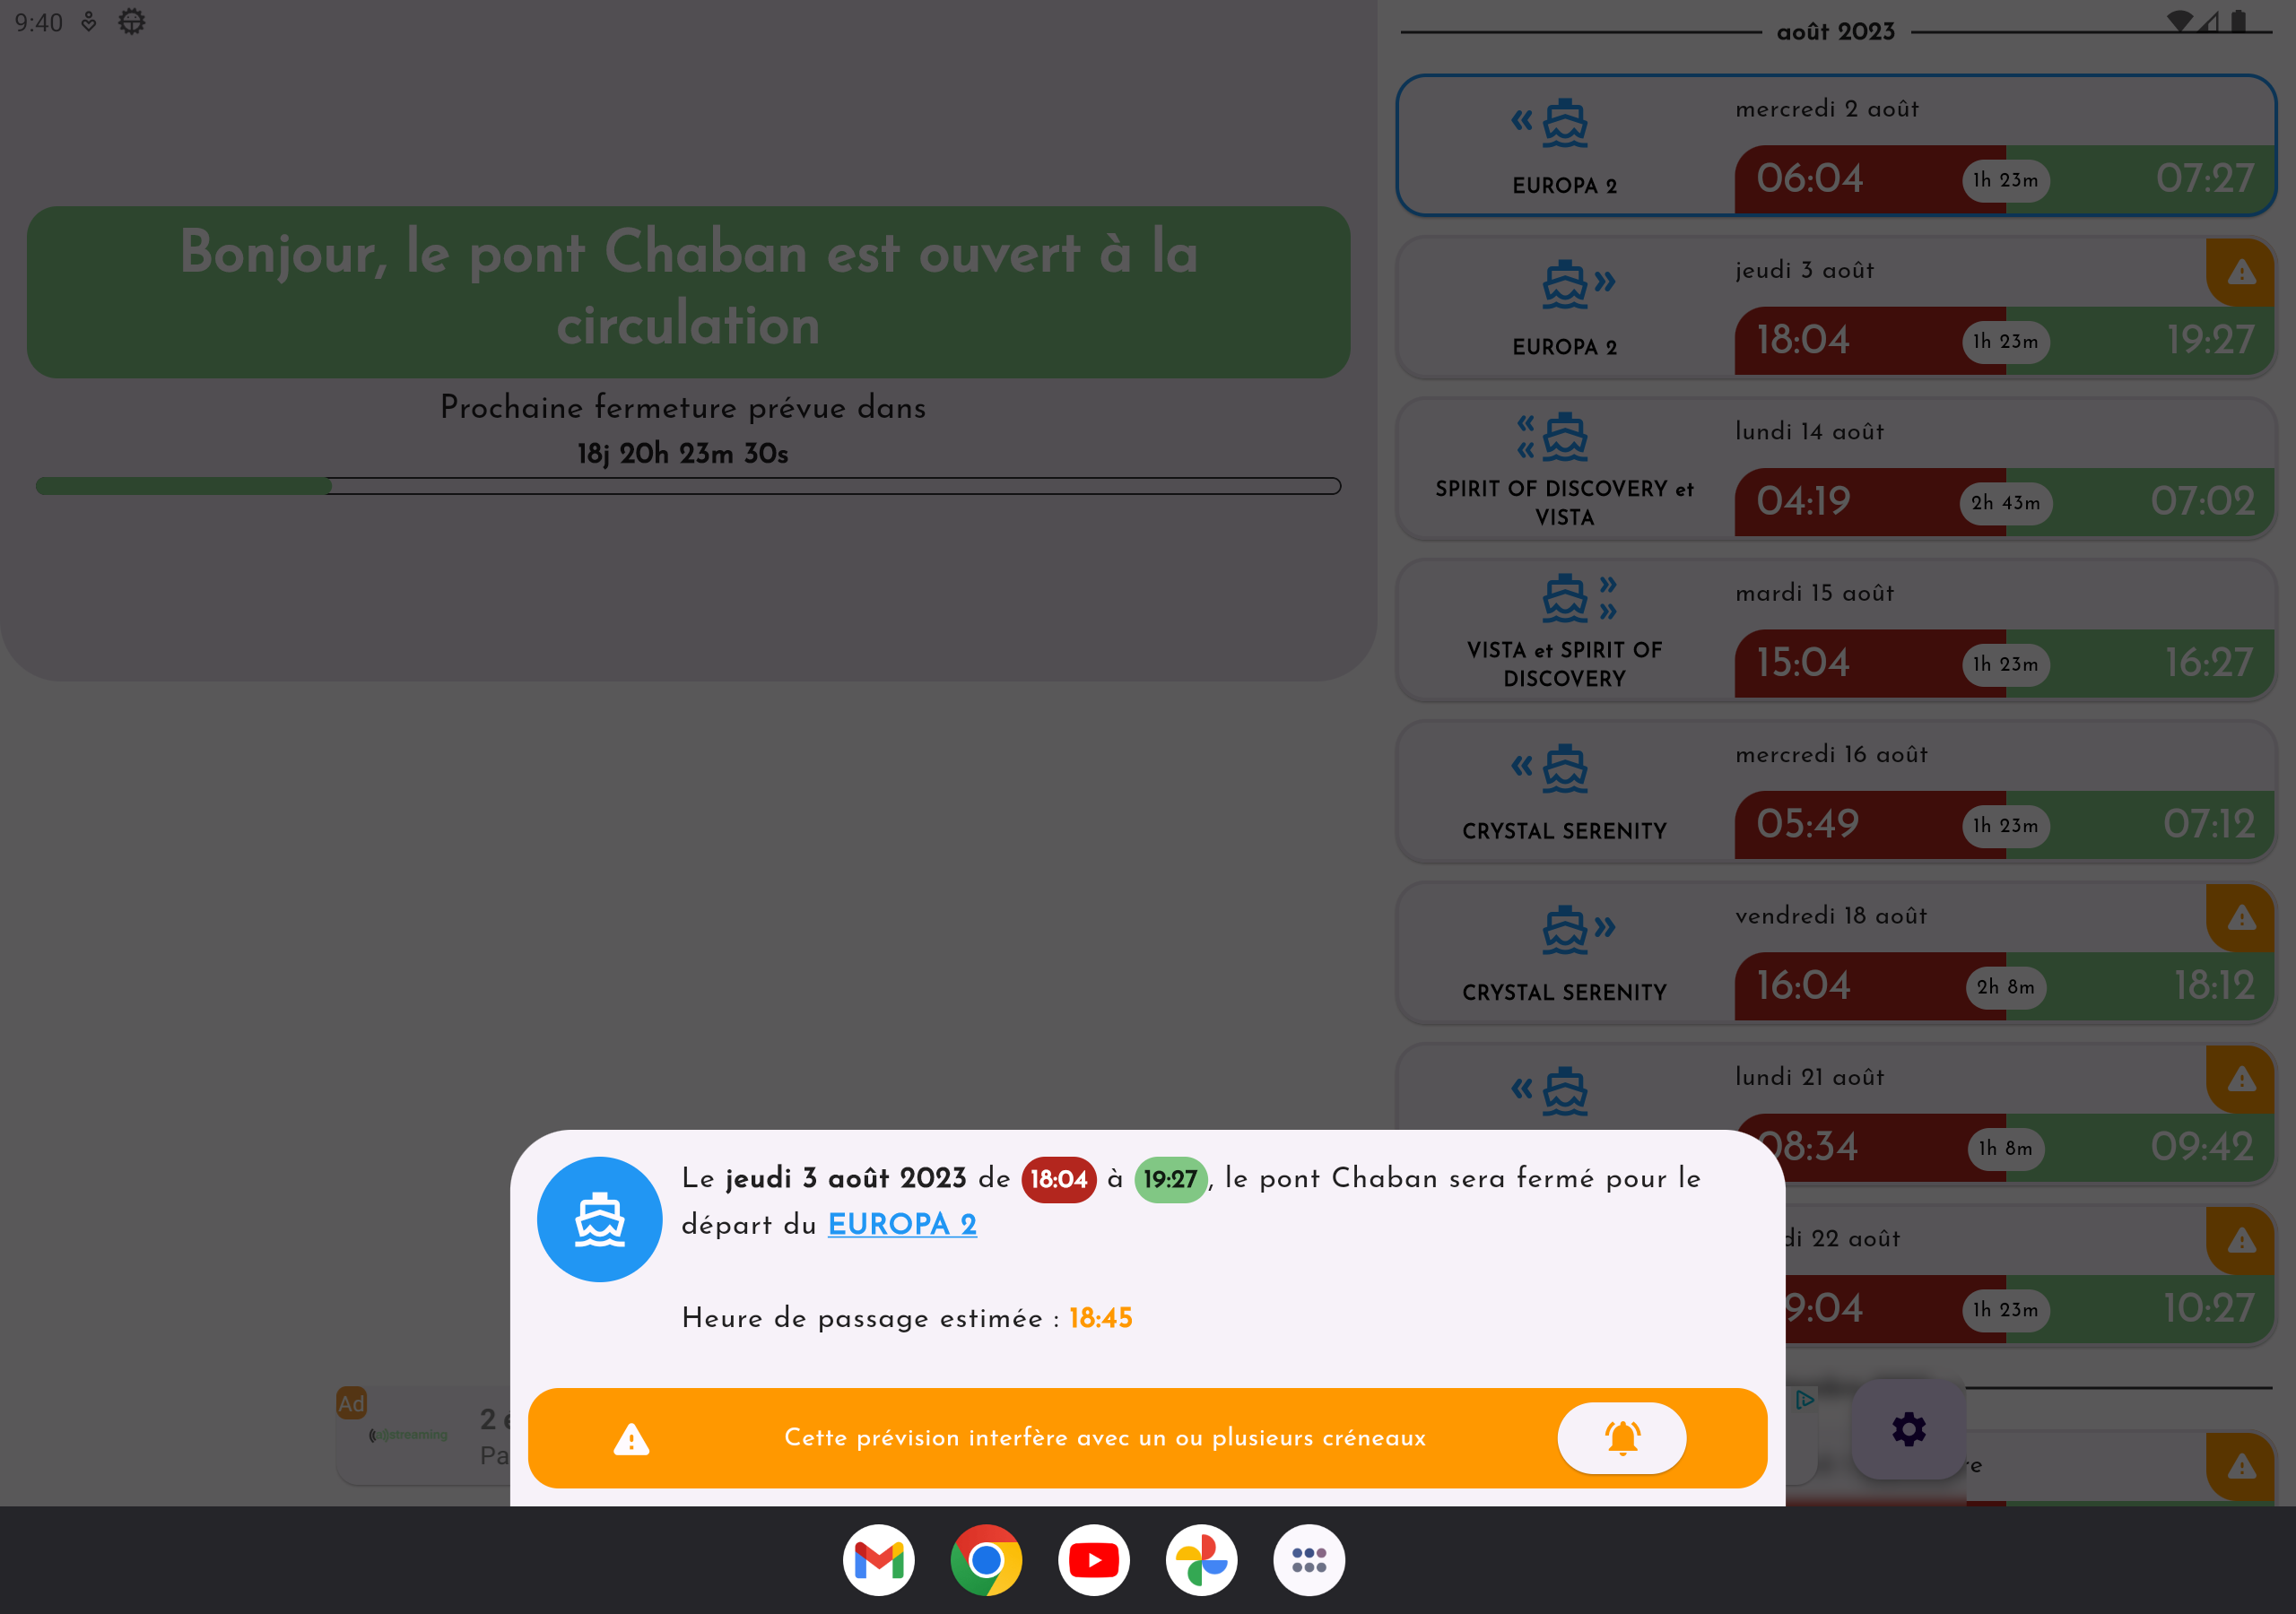 9:40
Bonjour, le pont Chaban est ouvert à la
circulation
Prochaine fermeture prévue dans
18j 20h 23m 30s
août 2023
mercredi 2 août
EUROPA 2
06:04
1h 23m
07:27
jeudi 3 août
EUROPA 2
18:04
1h 23m
19:27
lundi 14 août
SPIRIT OF DISCOVERY et
VISTA
04:19
2h 43m
07:02
mardi 15 août
VISTA et SPIRIT OF
DISCOVERY
15:04
1h 23m
16:27
mercredi 16 août
CRYSTAL SERENITY
05:49
1h 23m
07:12
vendredi 18 août
CRYSTAL SERENITY
16:04
2h 8m
18:12
lundi 21 août
08:34
1h 8m
09:42
di 22 août
9:04
1h 23m
10:27
Le jeudi 3 août 2023 de 18:04 à 19:27, le pont Chaban sera fermé pour le
départ du EUROPA 2
Heure de passage estimée : 18:45
Cette prévision interfère avec un ou plusieurs créneaux
Ad
streaming
2 e
Pa
re